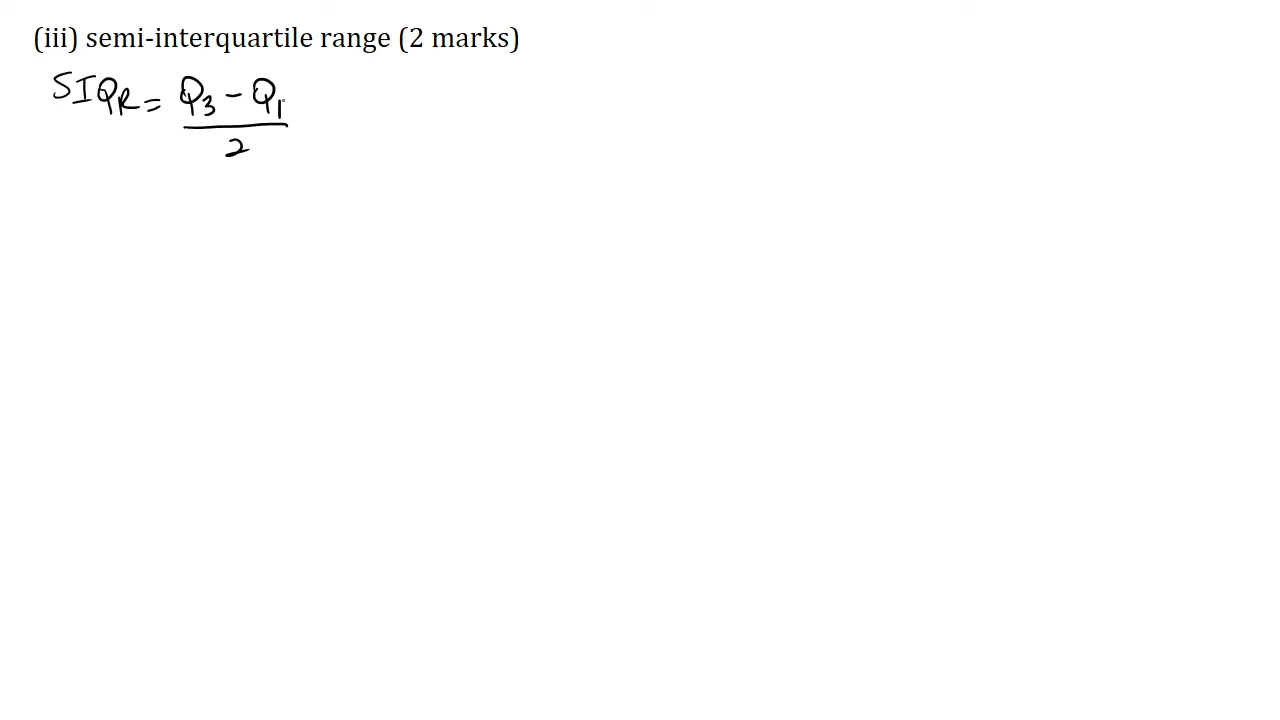 (iii) semi-interquartile range (2 marks)
SIQR = Q3 - Q1
2